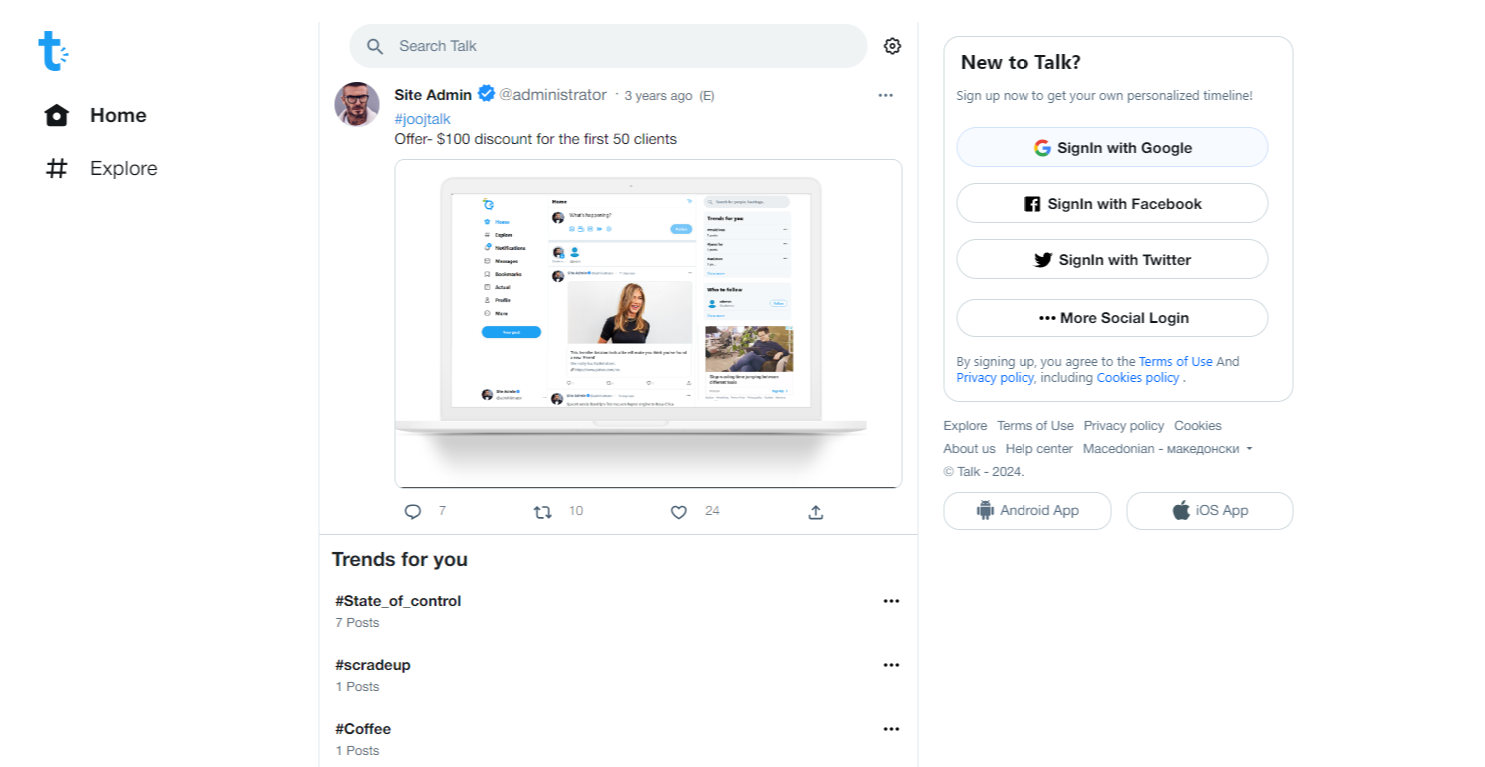 Home
Explore
Search Talk
Site Admin @administrator · 3 years ago (E)
#joojtalk
Offer- $100 discount for the first 50 clients
Home
What's happening?
Home
Explore
Notifications
Messages
Bookmarks
Actual
Profile
More
Trends for you
Who to follow
Site Admin
7
10
24
Trends for you
#State_of_control
7 Posts
#scradeup
1 Posts
#Coffee
1 Posts
New to Talk?
Sign up now to get your own personalized timeline!
SignIn with Google
SignIn with Facebook
SignIn with Twitter
More Social Login
By signing up, you agree to the Terms of Use And
Privacy policy, including Cookies policy .
Explore Terms of Use Privacy policy Cookies
About us Help center Macedonian - македонски
© Talk - 2024.
Android App
iOS App